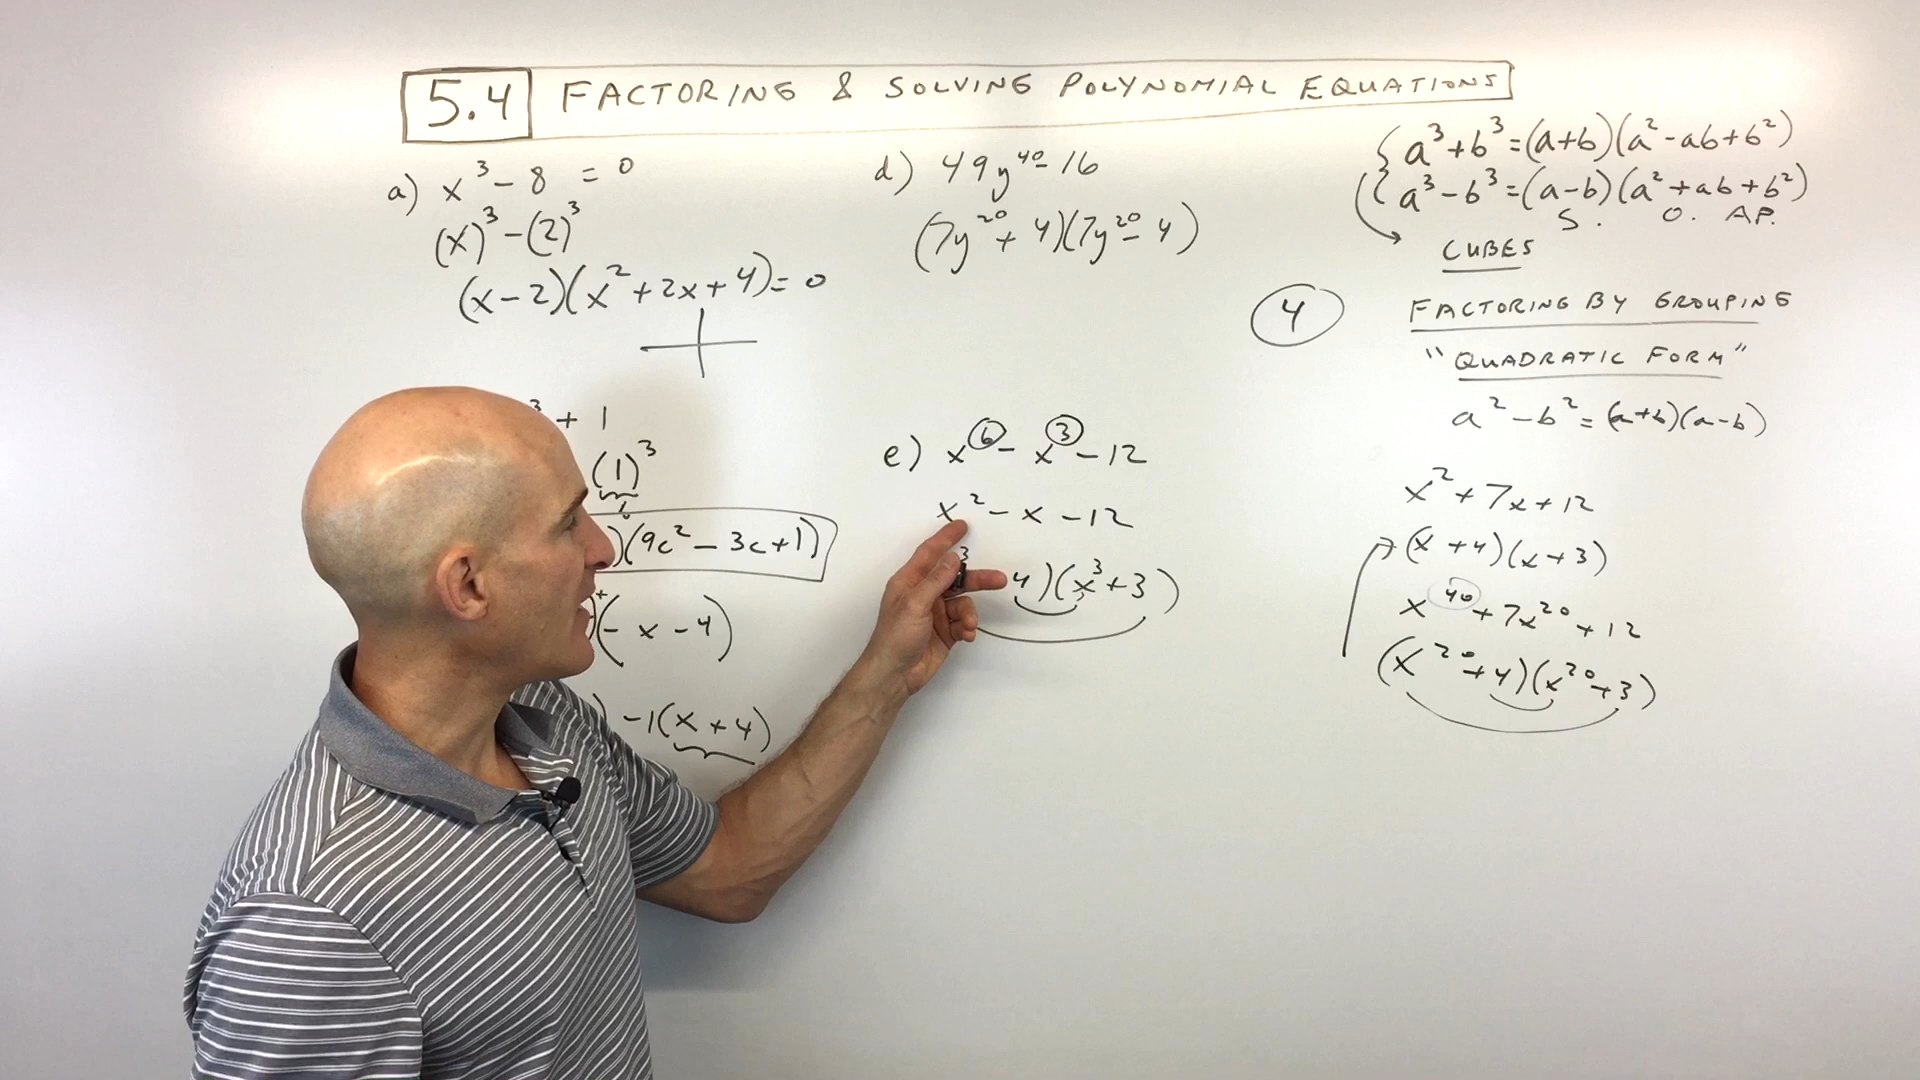 5.4 FACTORING & SOLVING POLYNOMIAL EQUATIONS
a) x³ - 8 = 0
(x)³ - (2)³
(x - 2)(x² + 2x + 4) = 0
³ + 1
(1)³
)(9c² - 3c + 1)
+
(- x - 4)
) -1(x + 4)
d) 49y⁴⁰ - 16
(7y²⁰ + 4)(7y²⁰ - 4)
e) x⁶ - x³ - 12
x² - x - 12
³ 4)(x³ + 3)
a³ + b³ = (a + b)(a² - ab + b²)
a³ - b³ = (a - b)(a² + ab + b²)
S. O. AP.
CUBES
4 FACTORING BY GROUPING
"QUADRATIC FORM"
a² - b² = (a + b)(a - b)
x² + 7x + 12
(x + 4)(x + 3)
x⁴⁰ + 7x²⁰ + 12
(x²⁰ + 4)(x²⁰ + 3)